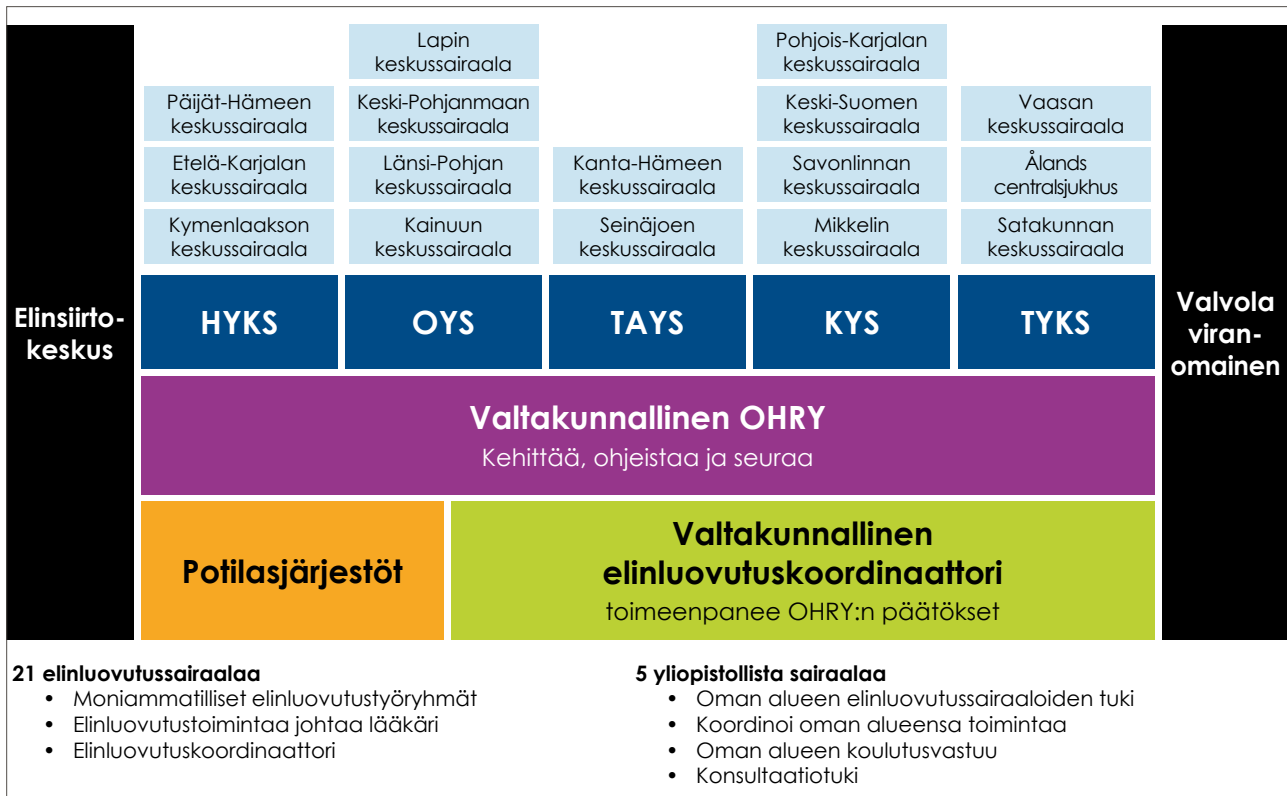 Elinsiirto-
keskus
Päijät-Hämeen
keskussairaala
Etelä-Karjalan
keskussairaala
Kymenlaakson
keskussairaala
HYKS
Lapin
keskussairaala
Keski-Pohjanmaan
keskussairaala
Länsi-Pohjan
keskussairaala
Kainuun
keskussairaala
OYS
Kanta-Hämeen
keskussairaala
Seinäjoen
keskussairaala
TAYS
Pohjois-Karjalan
keskussairaala
Keski-Suomen
keskussairaala
Savonlinnan
keskussairaala
Mikkelin
keskussairaala
KYS
Vaasan
keskussairaala
Ålands
centralsjukhus
Satakunnan
keskussairaala
TYKS
Valvola
viran-
omainen
Valtakunnallinen OHRY
Kehittää, ohjeistaa ja seuraa
Potilasjärjestöt
Valtakunnallinen
elinluovutuskoordinaattori
toimeenpanee OHRY:n päätökset
21 elinluovutussairaalaa
• Moniammatilliset elinluovutustyöryhmät
• Elinluovutustoimintaa johtaa lääkäri
• Elinluovutuskoordinaattori
5 yliopistollista sairaalaa
• Oman alueen elinluovutussairaaloiden tuki
• Koordinoi oman alueensa toimintaa
• Oman alueen koulutusvastuu
• Konsultaatiotuki